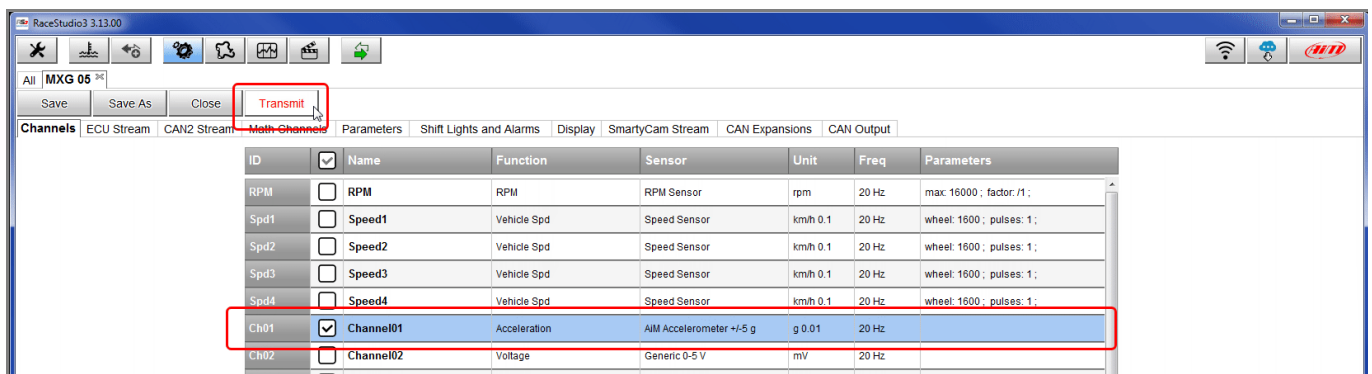 RaceStudio3 3.13.00
AiM
All MXG 05
Save Save As Close Transmit
Channels ECU Stream CAN2 Stream Math Channels Parameters Shift Lights and Alarms Display SmartyCam Stream CAN Expansions CAN Output
ID Name Function Sensor Unit Freq Parameters
RPM RPM RPM RPM Sensor rpm 20 Hz max: 16000 ; factor: /1 ;
Spd1 Speed1 Vehicle Spd Speed Sensor km/h 0.1 20 Hz wheel: 1600 ; pulses: 1 ;
Spd2 Speed2 Vehicle Spd Speed Sensor km/h 0.1 20 Hz wheel: 1600 ; pulses: 1 ;
Spd3 Speed3 Vehicle Spd Speed Sensor km/h 0.1 20 Hz wheel: 1600 ; pulses: 1 ;
Spd4 Speed4 Vehicle Spd Speed Sensor km/h 0.1 20 Hz wheel: 1600 ; pulses: 1 ;
Ch01 Channel01 Acceleration AiM Accelerometer +/-5 g g 0.01 20 Hz
Ch02 Channel02 Voltage Generic 0-5 V mV 20 Hz